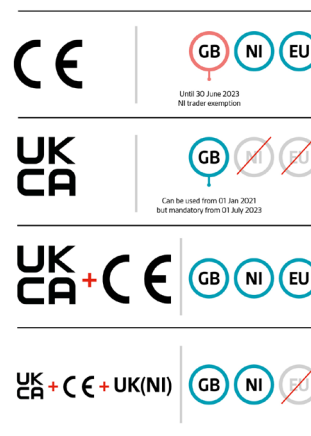 CE GB NI EU
Until 30 June 2023
NI trader exemption
UK
CA
GB NI EU
Can be used from 01 Jan 2021
but mandatory from 01 July 2023
UK
CA + CE GB NI EU
UK
CA + CE + UK(NI) GB NI EU